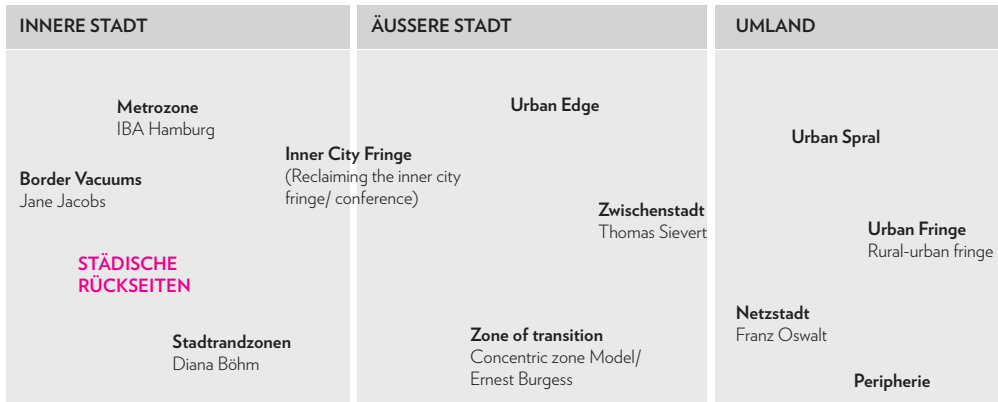 INNERE STADT
ÄUSSERE STADT
UMLAND
Metrozone
IBA Hamburg
Border Vacuums
Jane Jacobs
STÄDISCHE
RÜCKSEITEN
Stadtrandzonen
Diana Böhm
Inner City Fringe
(Reclaiming the inner city
fringe/ conference)
Urban Edge
Zwischenstadt
Thomas Sievert
Zone of transition
Concentric zone Model/
Ernest Burgess
Urban Spral
Urban Fringe
Rural-urban fringe
Netzstadt
Franz Oswalt
Peripherie